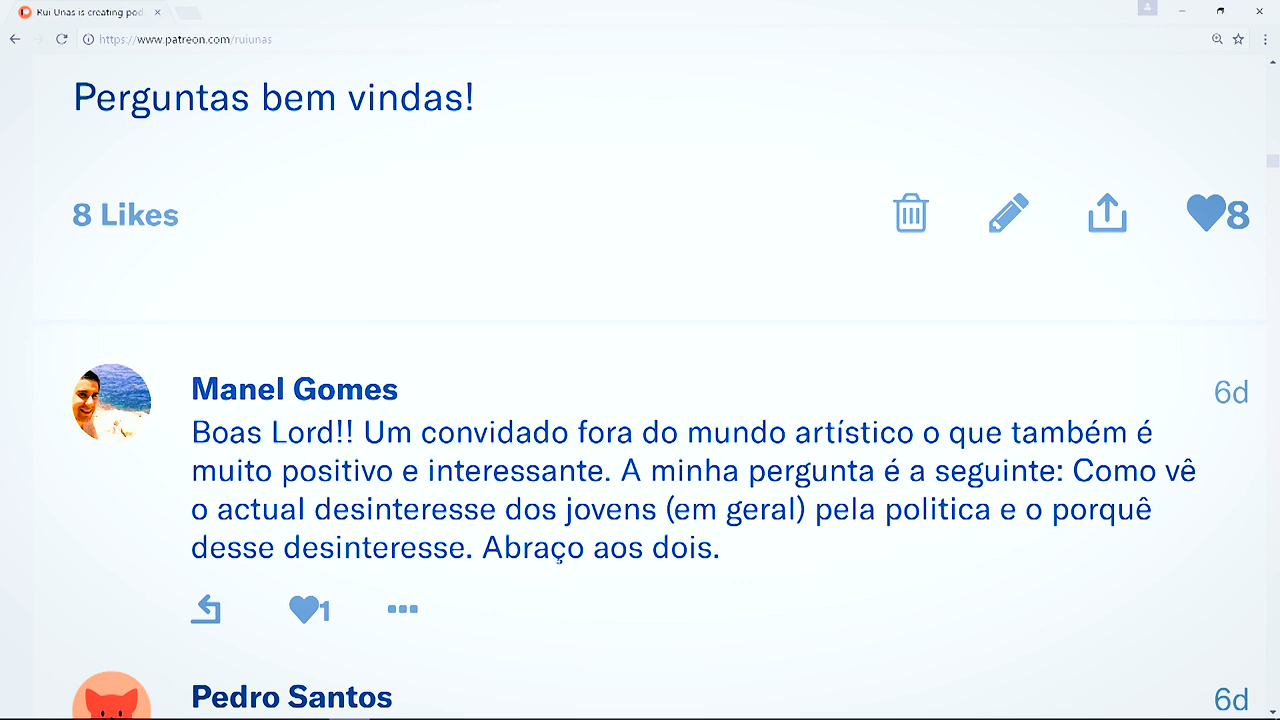 Rui Unas is creating pod
https://www.patreon.com/ruiunas
Perguntas bem vindas!
8 Likes
8
Manel Gomes
6d
Boas Lord!! Um convidado fora do mundo artístico o que também é
muito positivo e interessante. A minha pergunta é a seguinte: Como vê
o actual desinteresse dos jovens (em geral) pela politica e o porquê
desse desinteresse. Abraço aos dois.
1
Pedro Santos
6d